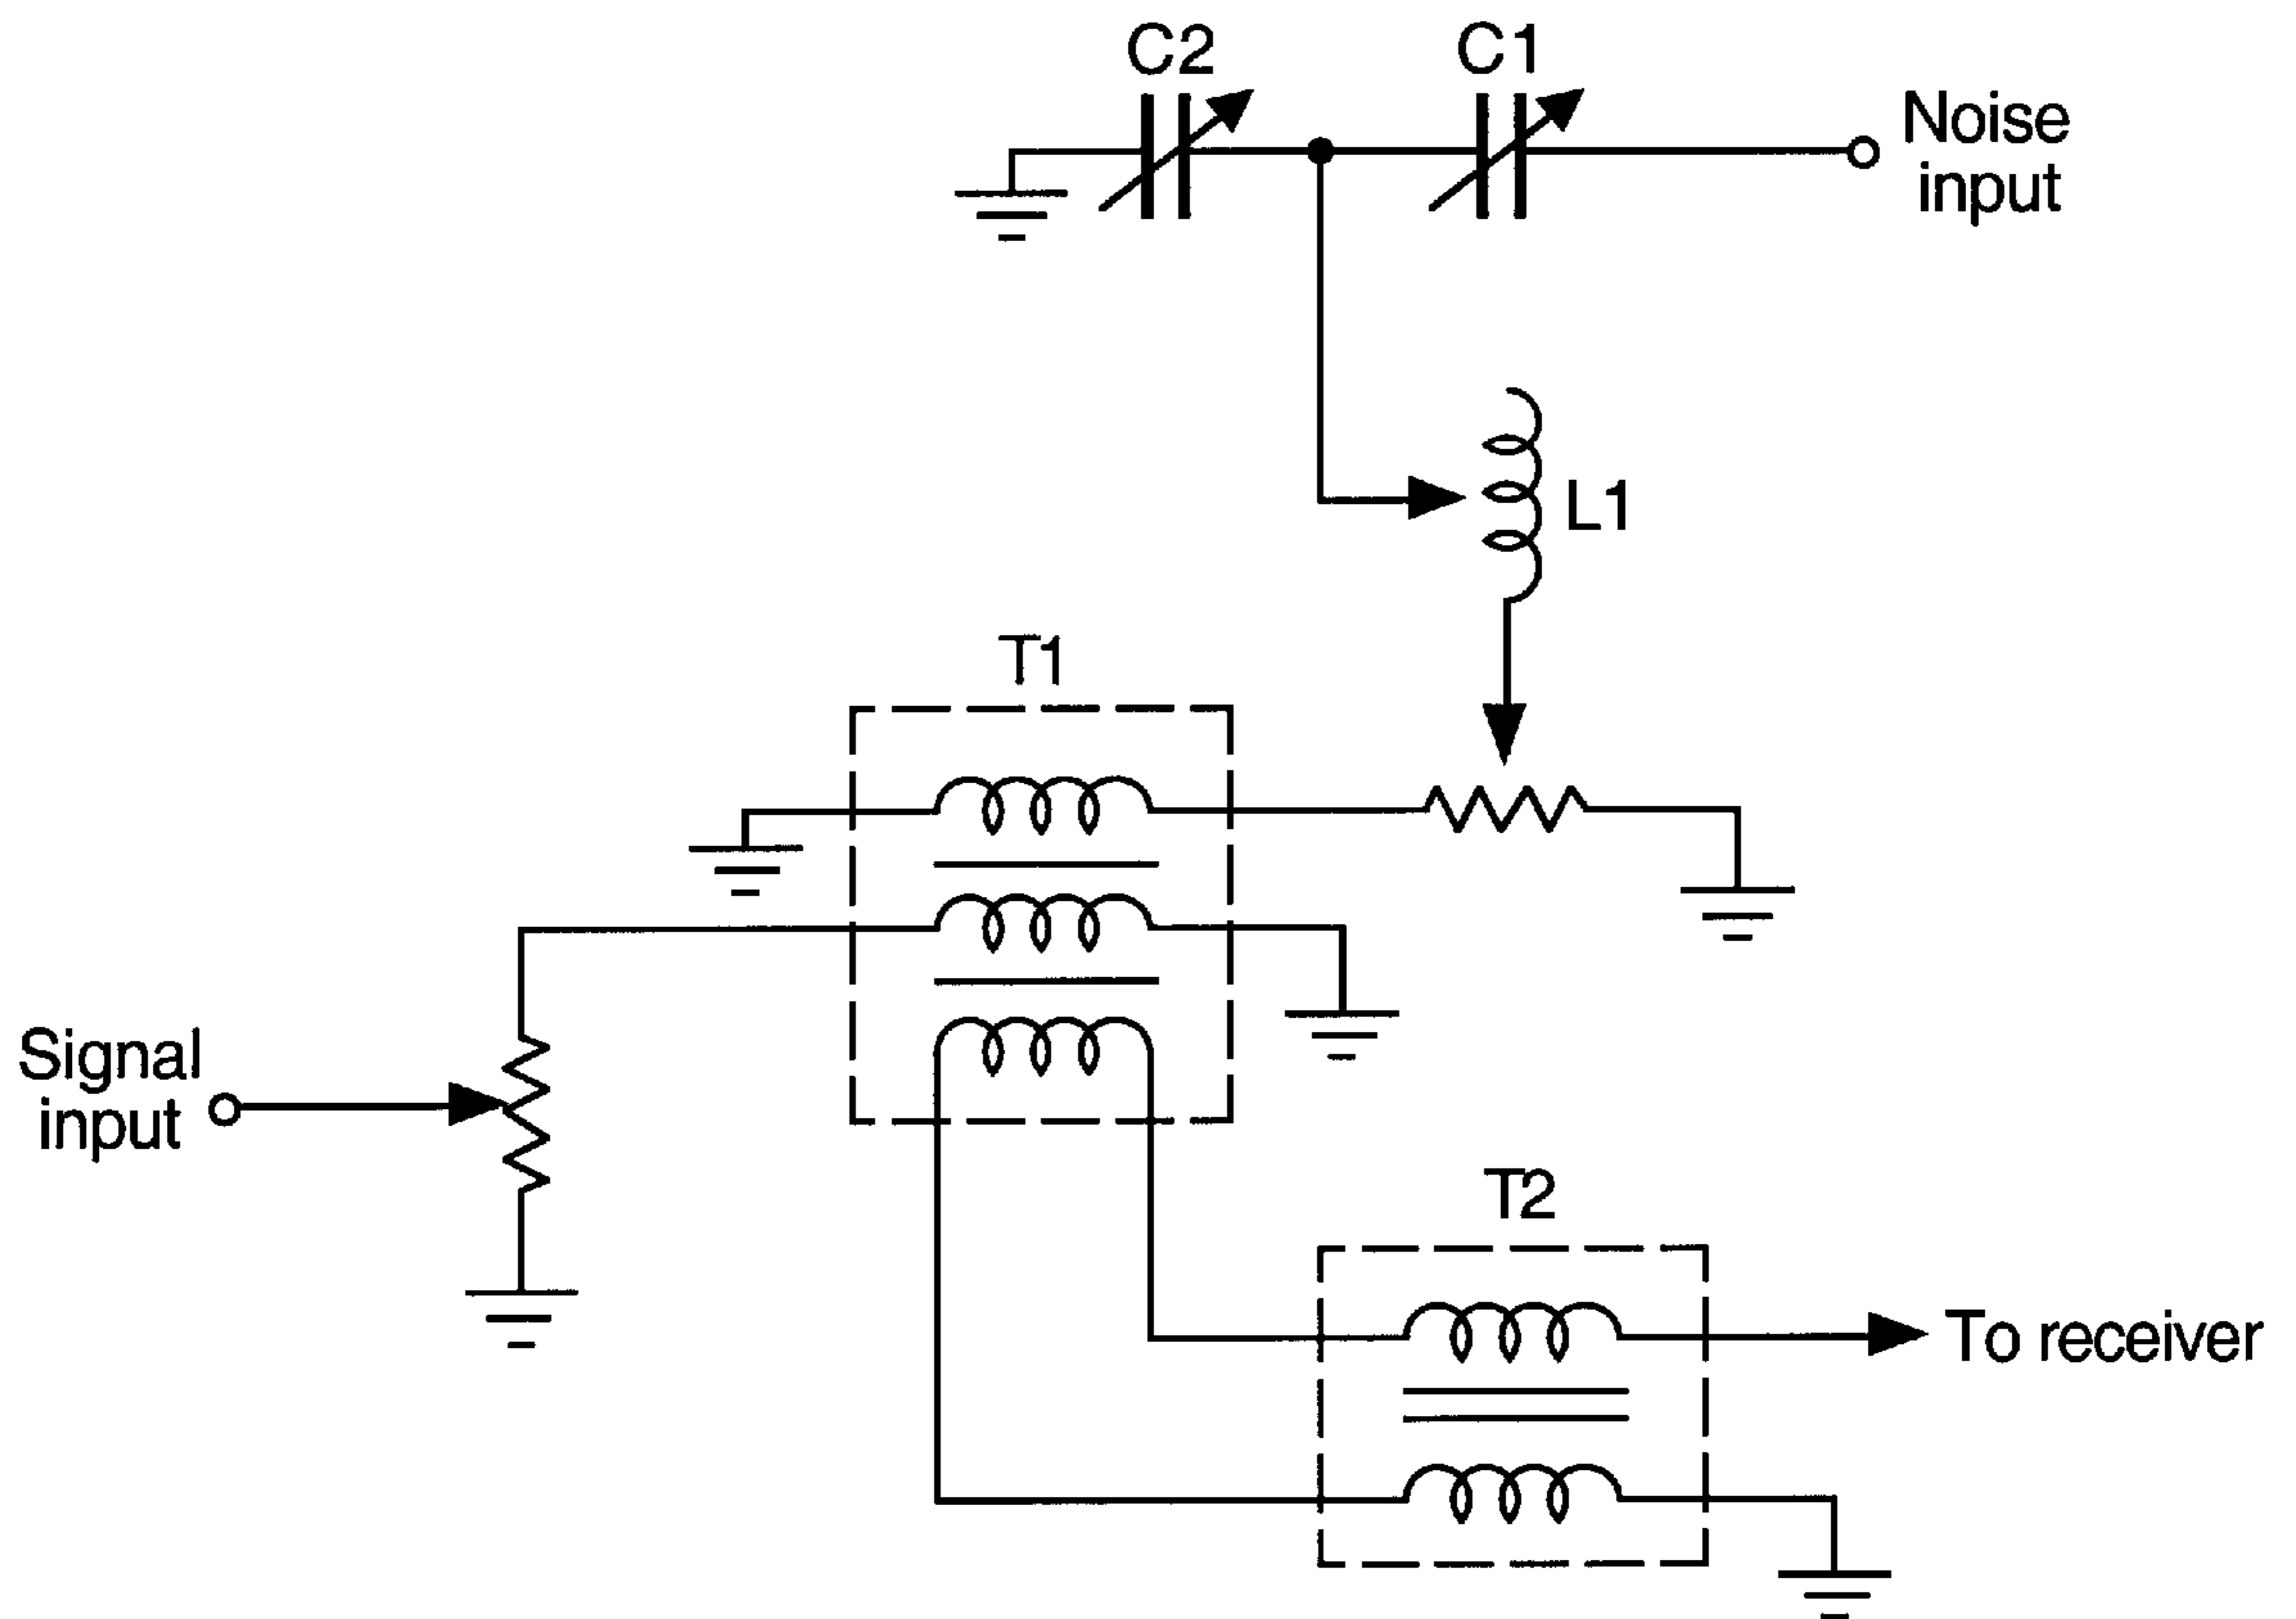 C2
C1
Noise
input
L1
T1
Signal
input
T2
To receiver